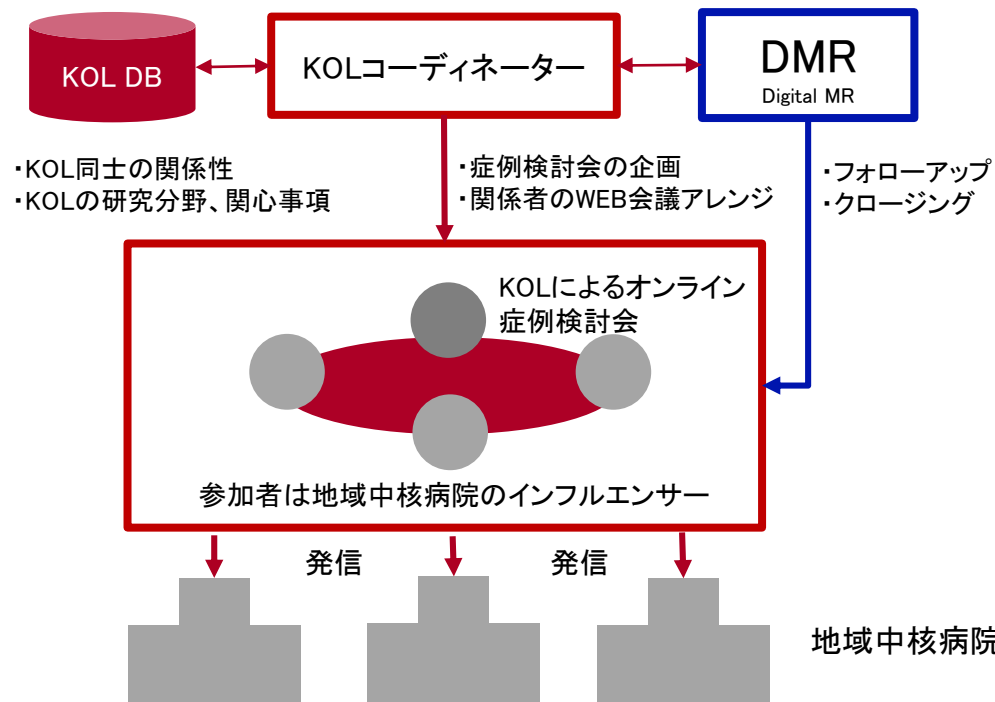 KOL DB
KOLコーディネーター
DMR
Digital MR
・KOL同士の関係性
・KOLの研究分野、関心事項
・症例検討会の企画
・関係者のWEB会議アレンジ
・フォローアップ
・クロージング
KOLによるオンライン
症例検討会
参加者は地域中核病院のインフルエンサー
発信
発信
地域中核病院